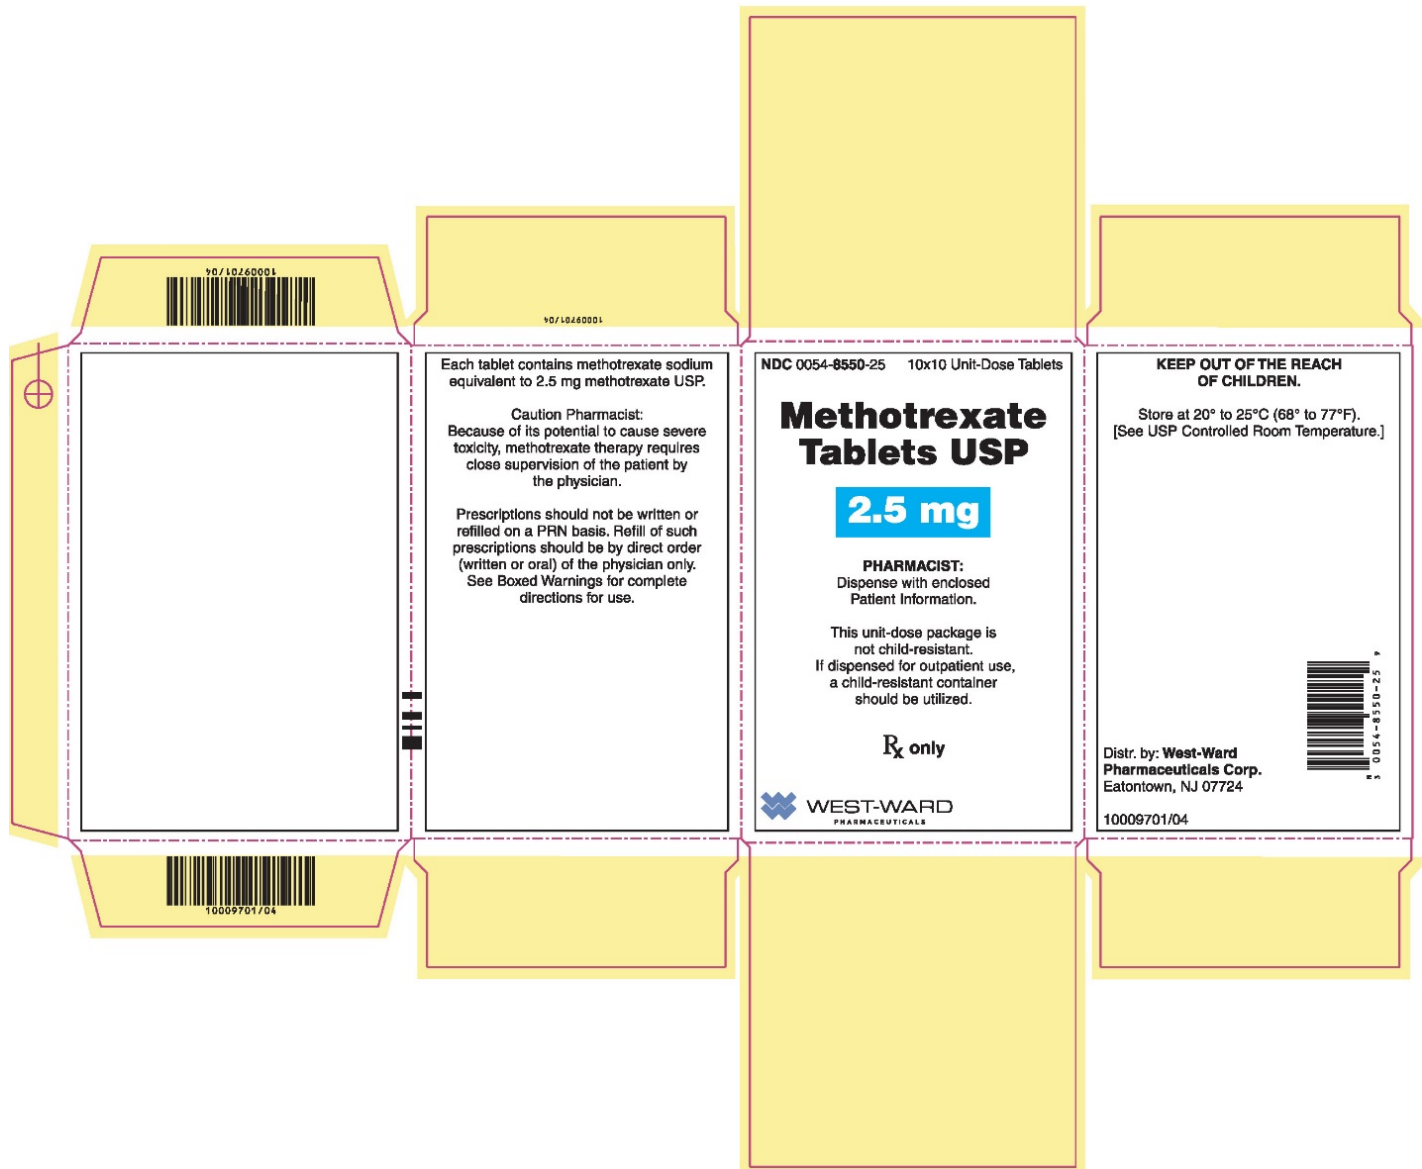 10009701/04
10009701/04
10009701/04
Each tablet contains methotrexate sodium
equivalent to 2.5 mg methotrexate USP.
Caution Pharmacist:
Because of its potential to cause severe
toxicity, methotrexate therapy requires
close supervision of the patient by
the physician.
Prescriptions should not be written or
refilled on a PRN basis. Refill of such
prescriptions should be by direct order
(written or oral) of the physician only.
See Boxed Warnings for complete
directions for use.
NDC 0054-8550-25 10x10 Unit-Dose Tablets
Methotrexate
Tablets USP
2.5 mg
PHARMACIST:
Dispense with enclosed
Patient Information.
This unit-dose package is
not child-resistant.
If dispensed for outpatient use,
a child-resistant container
should be utilized.
Rx only
WEST-WARD
PHARMACEUTICALS
KEEP OUT OF THE REACH
OF CHILDREN.
Store at 20° to 25°C (68° to 77°F).
[See USP Controlled Room Temperature.]
N3 0054-8550-25 9
Distr. by: West-Ward
Pharmaceuticals Corp.
Eatontown, NJ 07724
10009701/04